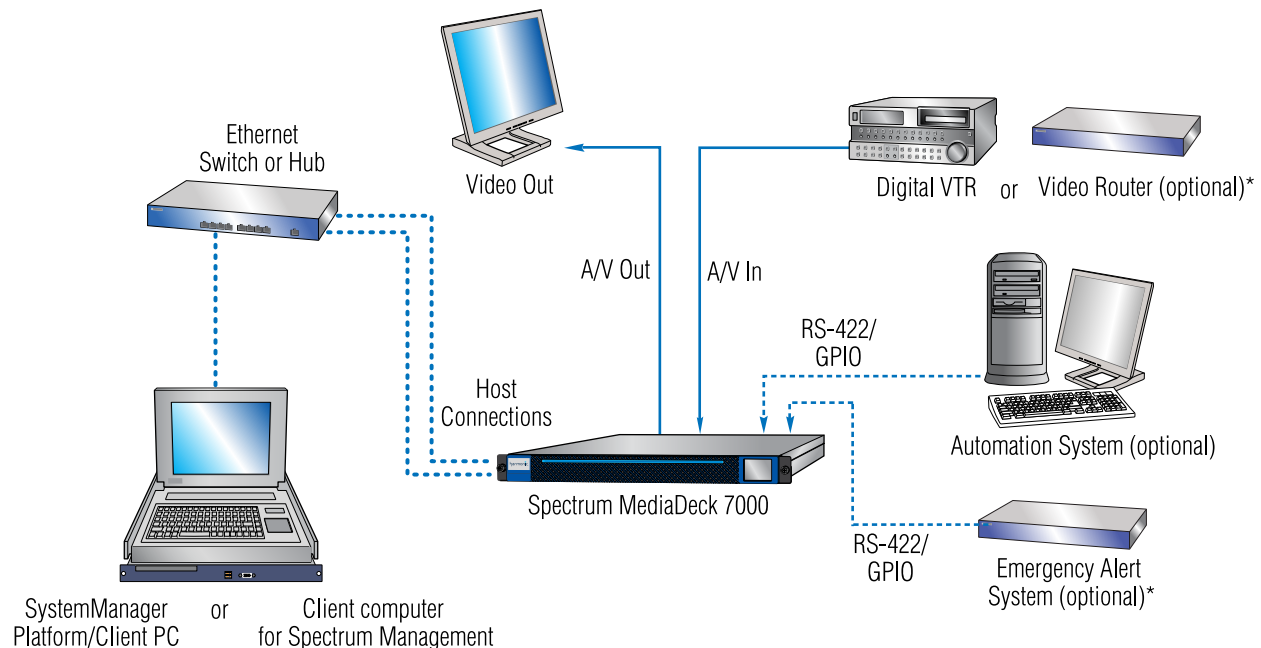 Ethernet
Switch or Hub
Video Out
Digital VTR or Video Router (optional)*
A/V Out
A/V In
RS-422/
GPIO
Host
Connections
Automation System (optional)
harmonic
Spectrum MediaDeck 7000
RS-422/
GPIO
Emergency Alert
System (optional)*
SystemManager
Platform/Client PC
or
Client computer
for Spectrum Management